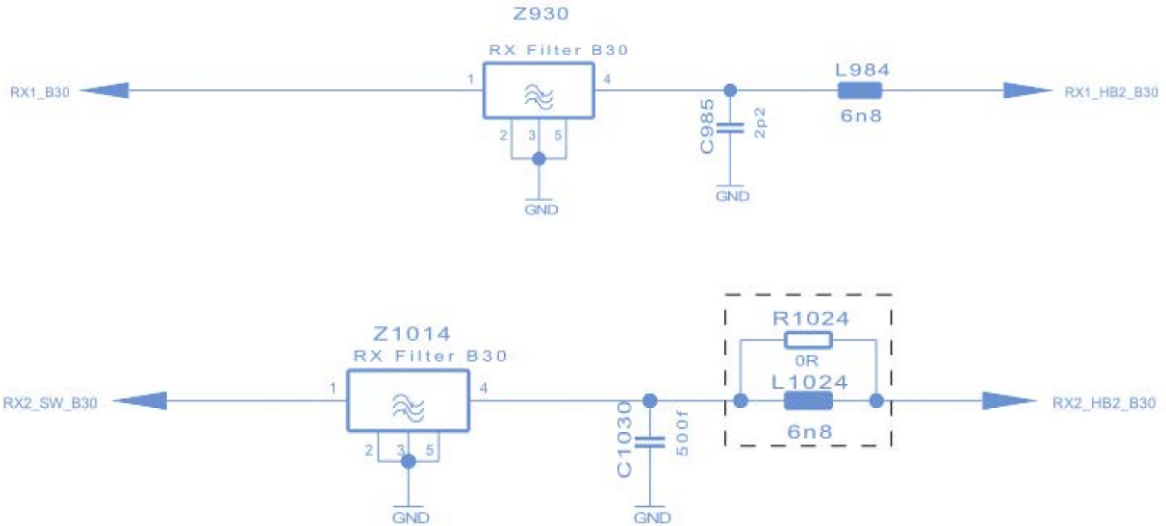 Z930
RX Filter B30
RX1_B30
1
4
2
3
5
GND
C985
2p2
GND
L984
6n8
RX1_HB2_B30
Z1014
RX Filter B30
RX2_SW_B30
1
4
2
3
5
GND
C1030
500f
GND
R1024
0R
L1024
6n8
RX2_HB2_B30